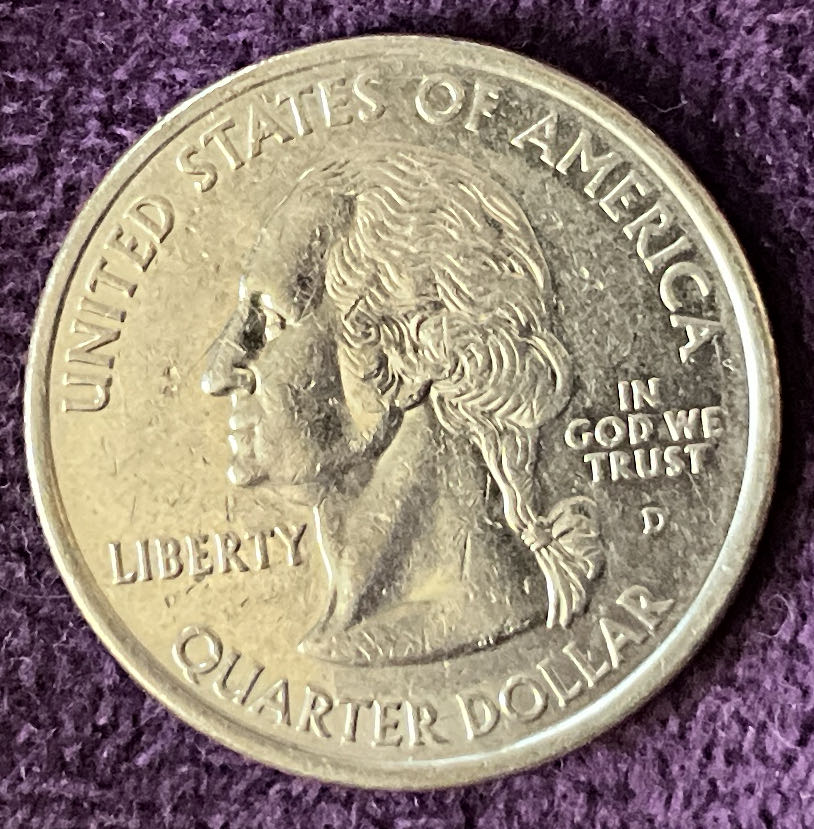 UNITED STATES OF AMERICA
IN
GOD WE
TRUST
D
LIBERTY
QUARTER DOLLAR